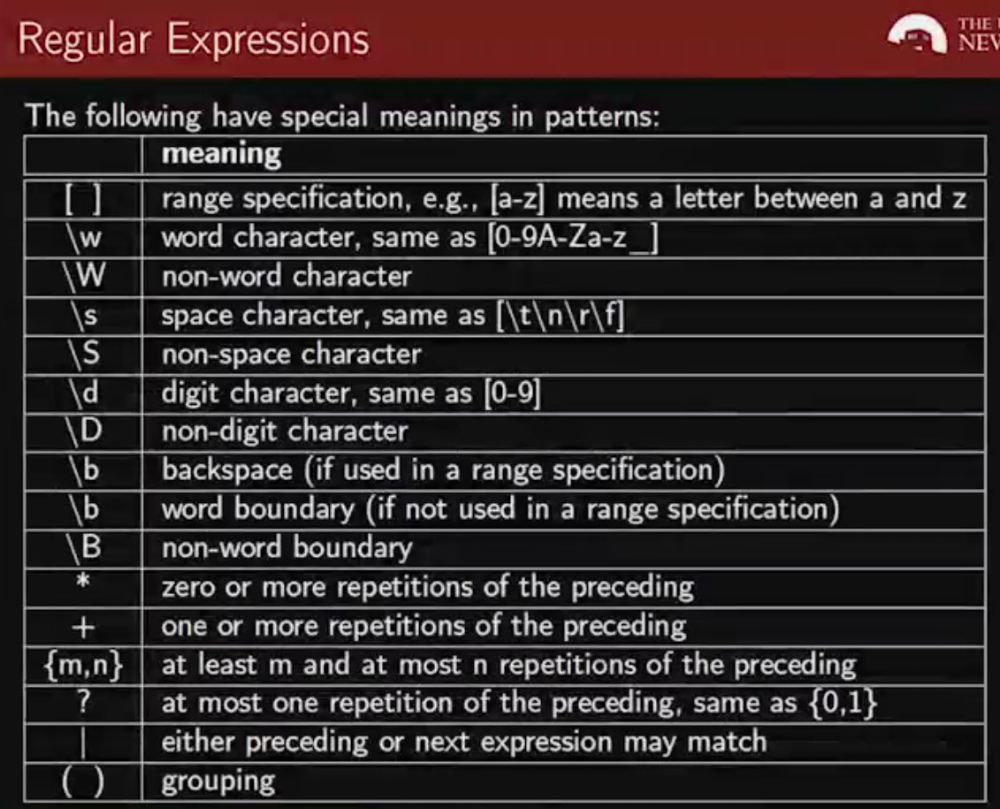 Regular Expressions
THE
NEW
The following have special meanings in patterns:
meaning
[ ] range specification, e.g., [a-z] means a letter between a and z
\w word character, same as [0-9A-Za-z_]
\W non-word character
\s space character, same as [\t\n\r\f]
\S non-space character
\d digit character, same as [0-9]
\D non-digit character
\b backspace (if used in a range specification)
\b word boundary (if not used in a range specification)
\B non-word boundary
* zero or more repetitions of the preceding
+ one or more repetitions of the preceding
{m,n} at least m and at most n repetitions of the preceding
? at most one repetition of the preceding, same as {0,1}
| either preceding or next expression may match
( ) grouping